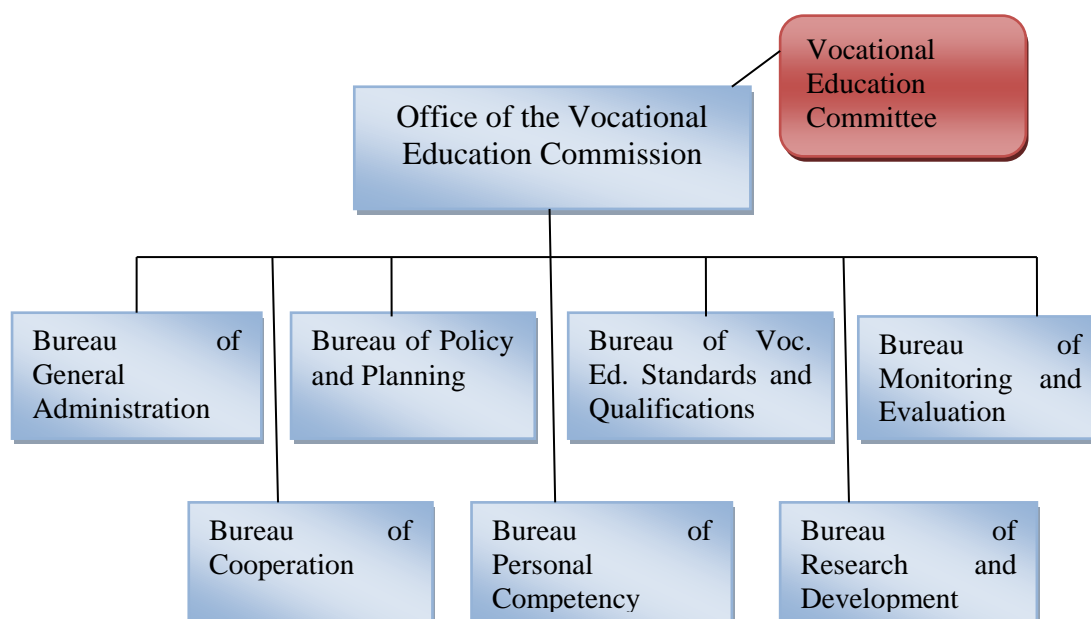 Vocational
Education
Committee
Office of the Vocational
Education Commission
Bureau of
General
Administration
Bureau of Policy
and Planning
Bureau of Voc.
Ed. Standards and
Qualifications
Bureau of
Monitoring and
Evaluation
Bureau of
Cooperation
Bureau of
Personal
Competency
Bureau of
Research and
Development